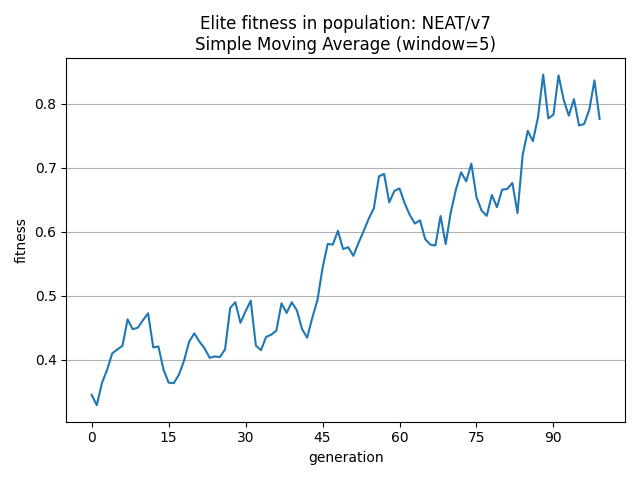 Elite fitness in population: NEAT/v7
Simple Moving Average (window=5)
fitness
0.8
0.7
0.6
0.5
0.4
0 15 30 45 60 75 90
generation